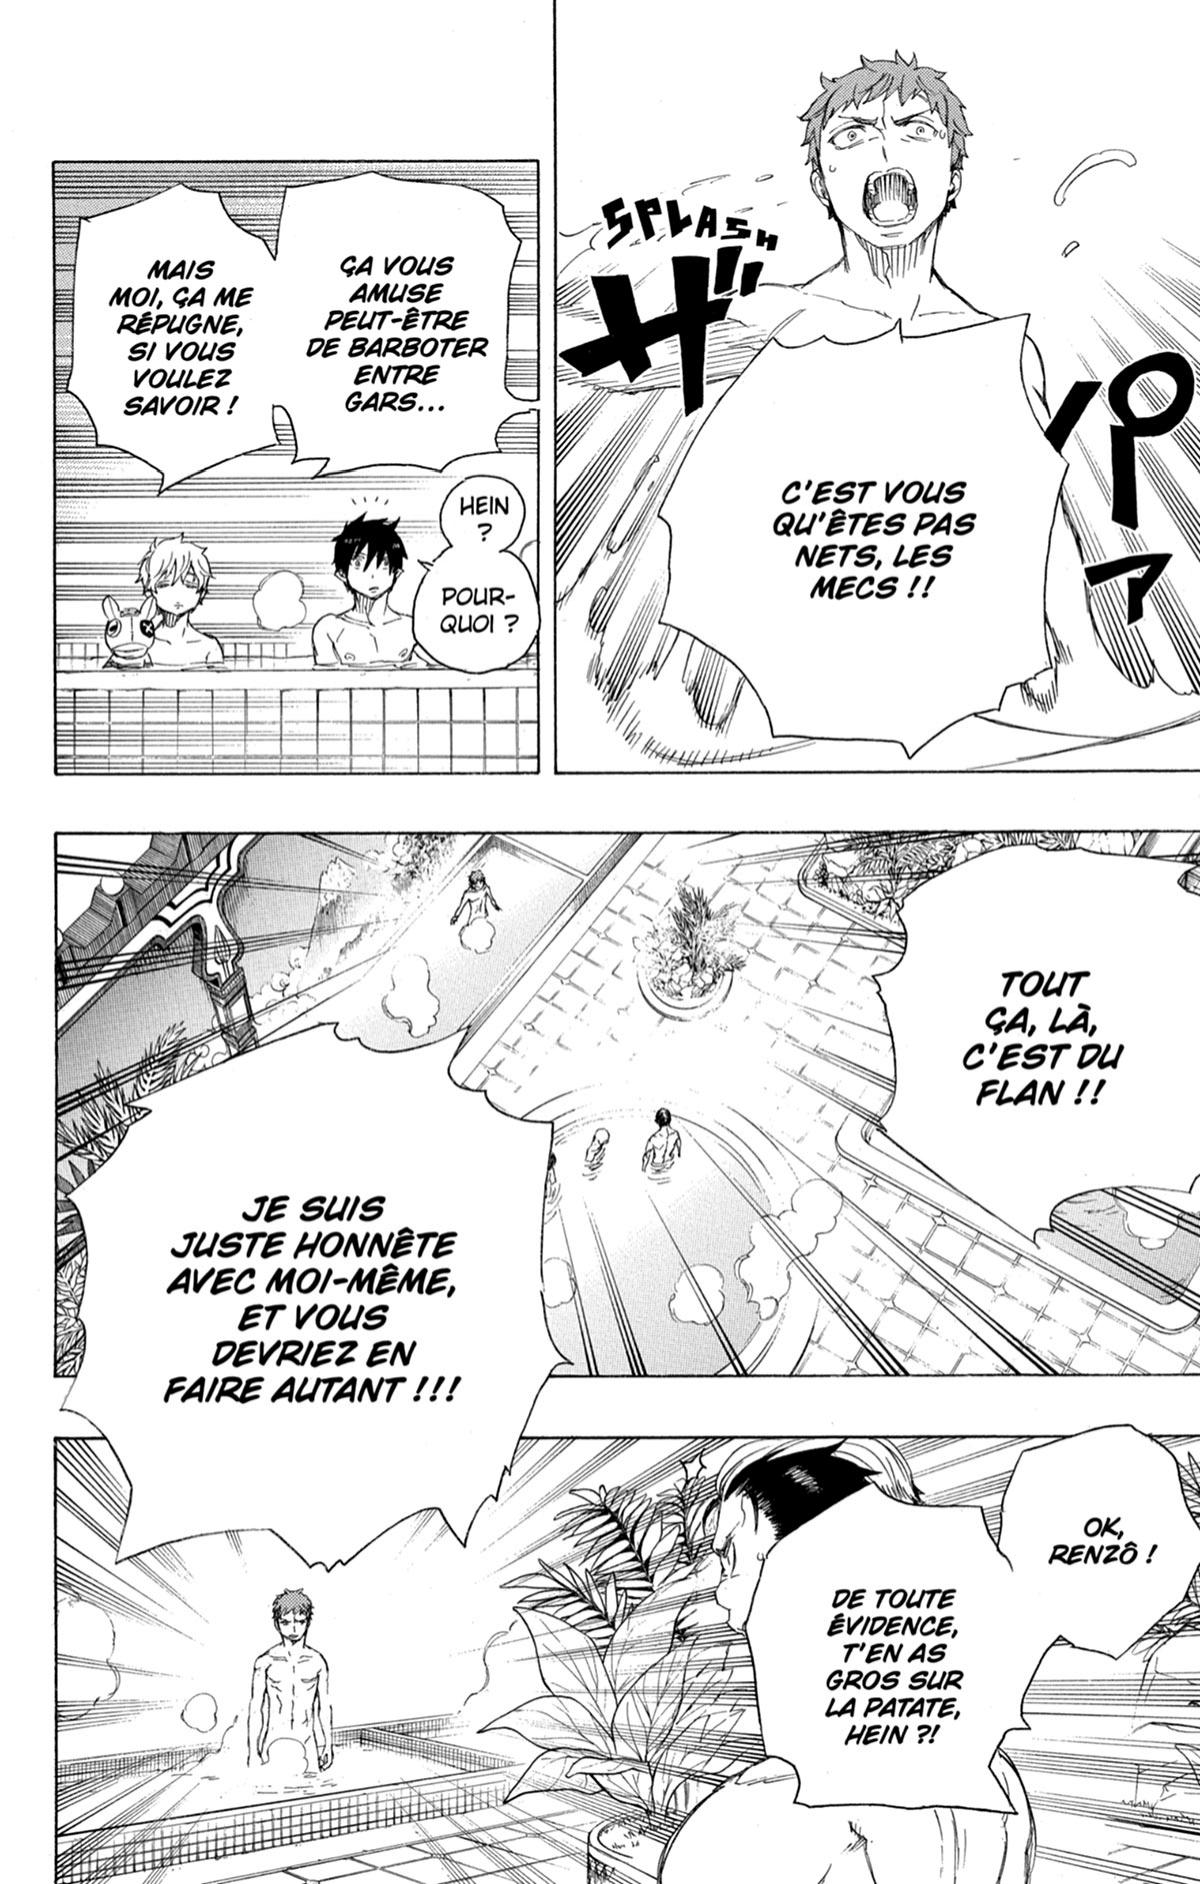 SPLASH
ザパァ
C'EST VOUS
QU'ÊTES PAS
NETS, LES
MECS !!
ÇA VOUS
AMUSE
PEUT-ÊTRE
DE BARBOTER
ENTRE
GARS...
MAIS
MOI, ÇA ME
RÉPUGNE,
SI VOUS
VOULEZ
SAVOIR !
HEIN
?
POUR-
QUOI ?
TOUT
ÇA, LÀ,
C'EST DU
FLAN !!
JE SUIS
JUSTE HONNÊTE
AVEC MOI-MÊME,
ET VOUS
DEVRIEZ EN
FAIRE AUTANT !!!
OK,
RENZÔ !
DE TOUTE
ÉVIDENCE,
T'EN AS
GROS SUR
LA PATATE,
HEIN ?!